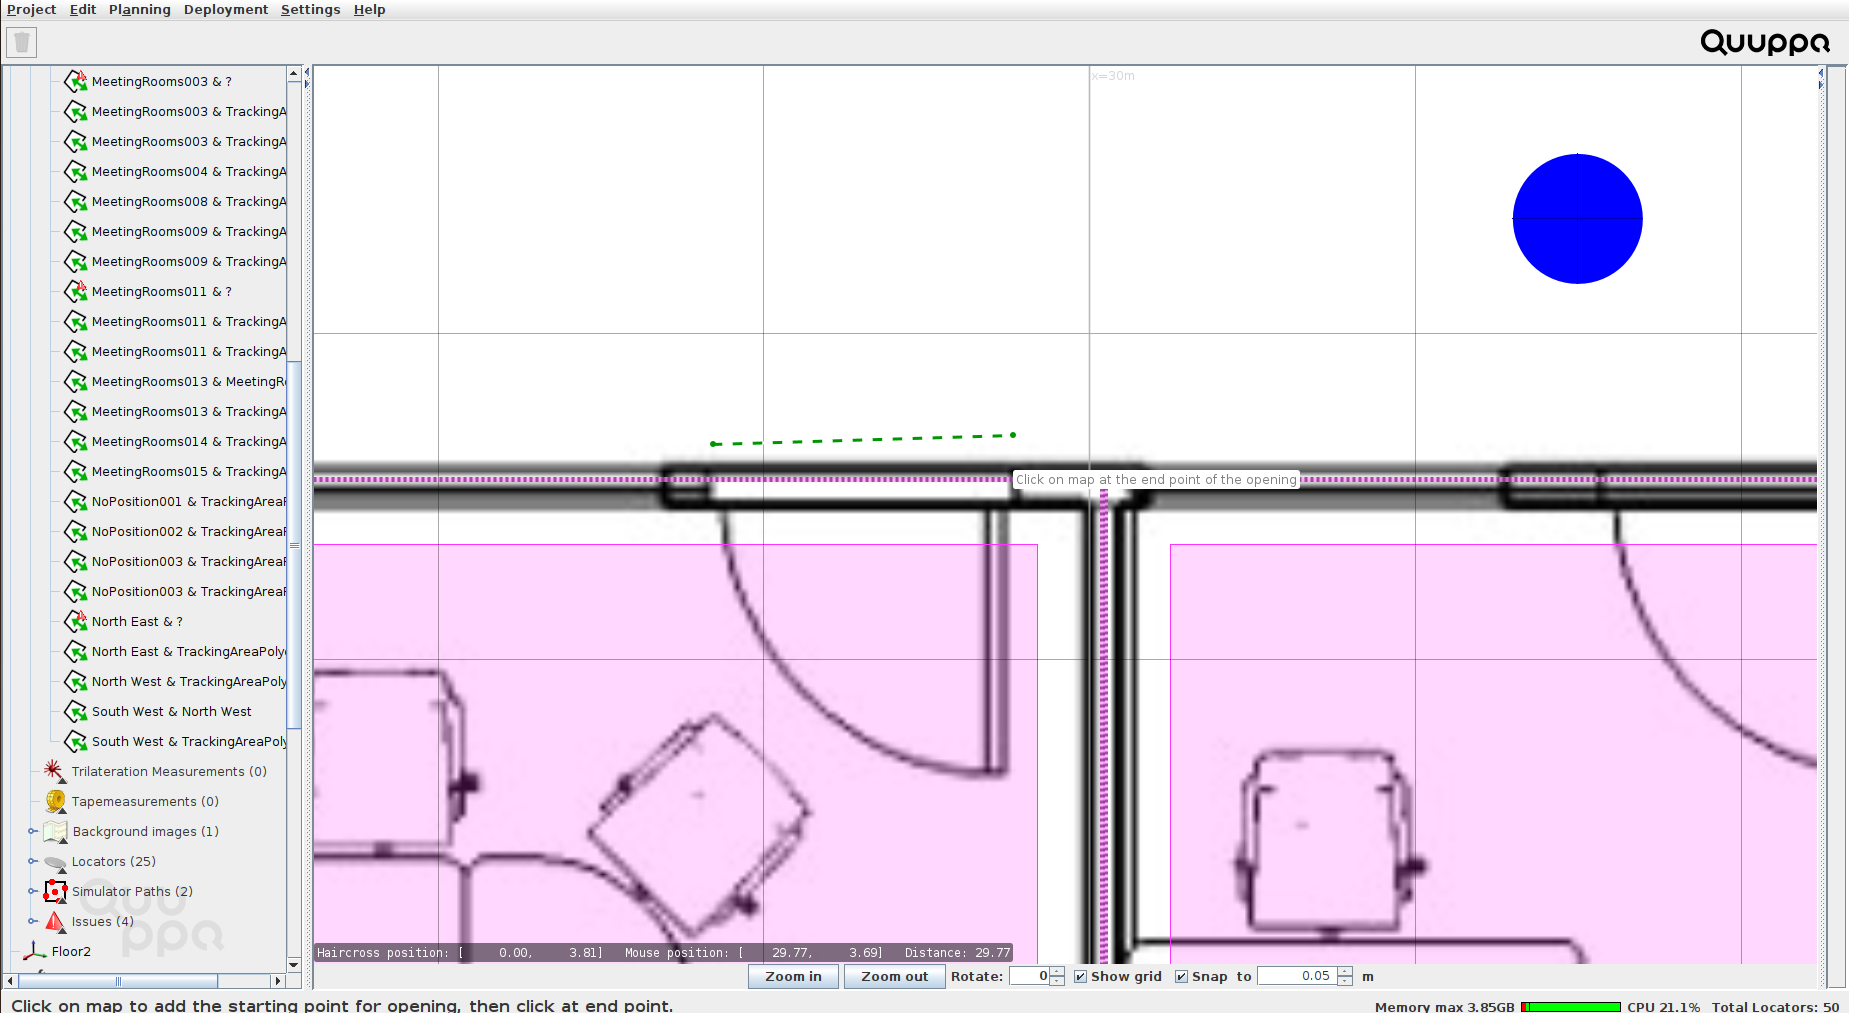 Project Edit Planning Deployment Settings Help
Quuppa
MeetingRooms003 & ?
MeetingRooms003 & TrackingA
MeetingRooms003 & TrackingA
MeetingRooms004 & TrackingA
MeetingRooms008 & TrackingA
MeetingRooms009 & TrackingA
MeetingRooms009 & TrackingA
MeetingRooms011 & ?
MeetingRooms011 & TrackingA
MeetingRooms011 & TrackingA
MeetingRooms013 & MeetingR
MeetingRooms013 & TrackingA
MeetingRooms014 & TrackingA
MeetingRooms015 & TrackingA
NoPosition001 & TrackingArea
NoPosition002 & TrackingArea
NoPosition003 & TrackingArea
NoPosition003 & TrackingArea
North East & ?
North East & TrackingAreaPoly
North West & TrackingAreaPoly
South West & North West
South West & TrackingAreaPoly
Trilateration Measurements (0)
Tapemeasurements (0)
Background images (1)
Locators (25)
Simulator Paths (2)
Issues (4)
Floor2
Quuppa
x=30m
Click on map at the end point of the opening
Haircross position: [ 0.00, 3.81] Mouse position: [ 29.77, 3.69] Distance: 29.77
Zoom in Zoom out Rotate: 0 Show grid Snap to 0.05 m
Click on map to add the starting point for opening, then click at end point.
Memory max 3.85GB CPU 21.1% Total Locators: 50